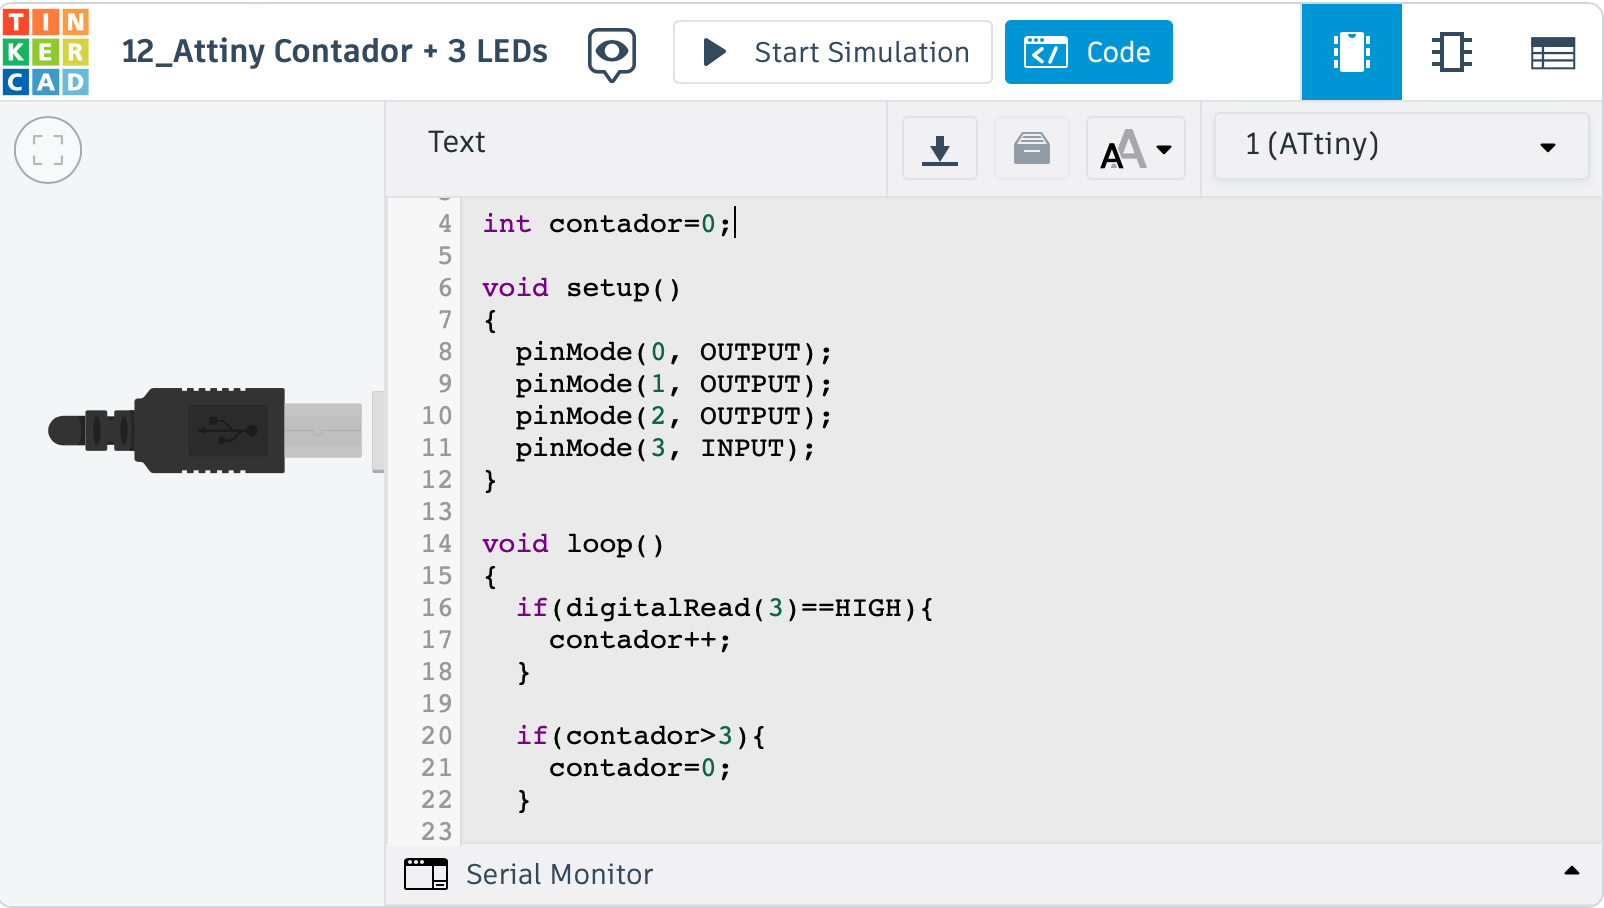 TIN
KER
CAD
12_Attiny Contador + 3 LEDs
Start Simulation
Code
Text
AA
1 (ATtiny)
4 int contador=0;
5
6 void setup()
7 {
8 pinMode(0, OUTPUT);
9 pinMode(1, OUTPUT);
10 pinMode(2, OUTPUT);
11 pinMode(3, INPUT);
12 }
13
14 void loop()
15 {
16 if(digitalRead(3)==HIGH){
17 contador++;
18 }
19
20 if(contador>3){
21 contador=0;
22 }
23
Serial Monitor